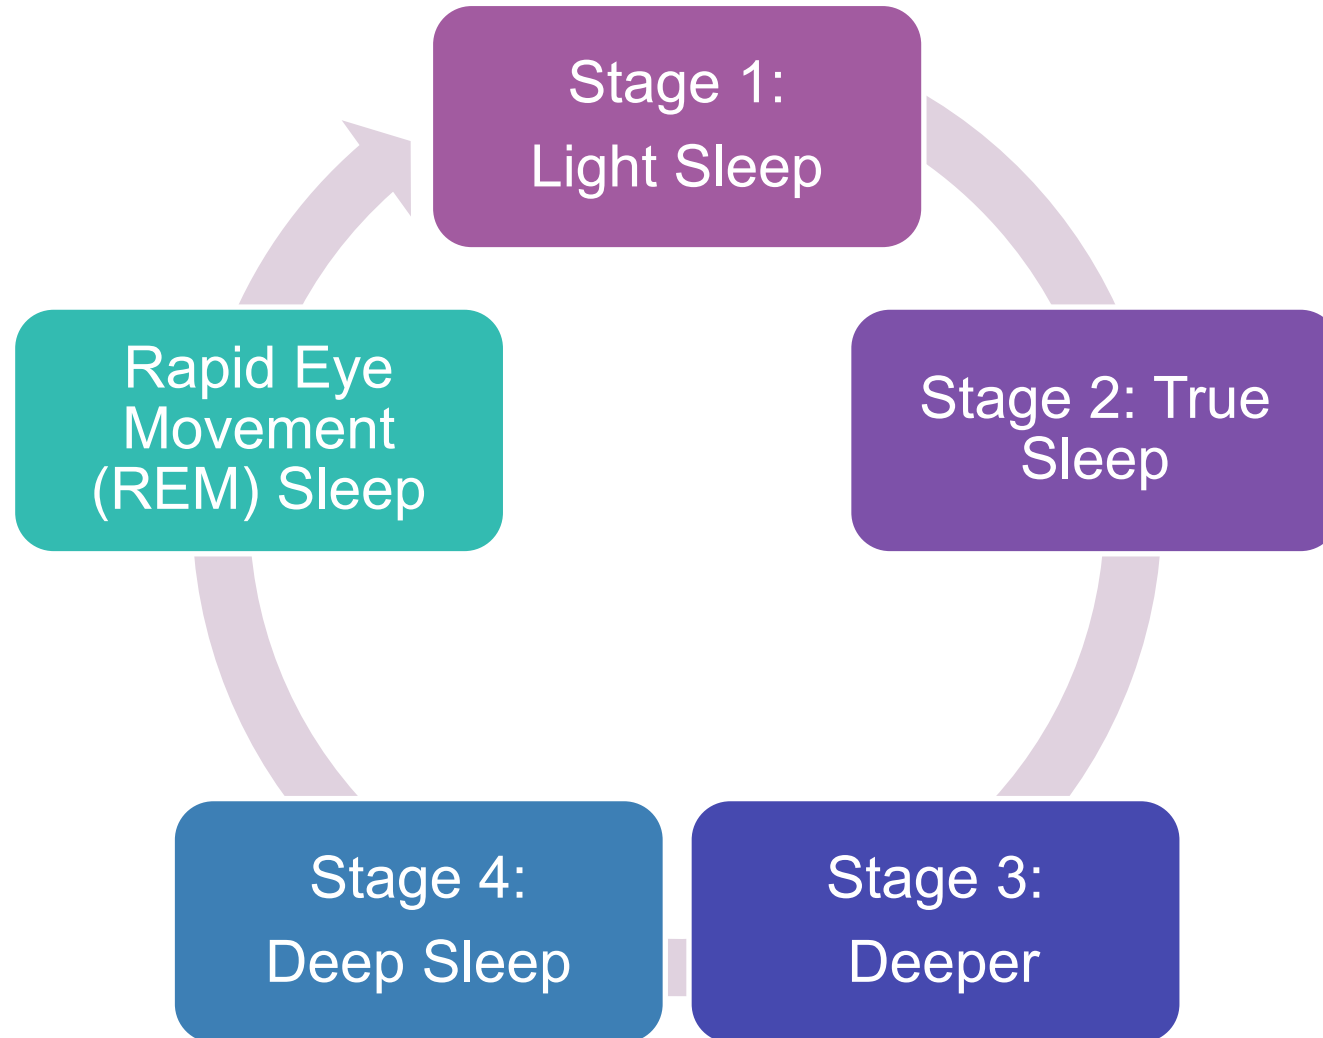 Stage 1:
Light Sleep
Stage 2: True
Sleep
Stage 3:
Deeper
Stage 4:
Deep Sleep
Rapid Eye
Movement
(REM) Sleep